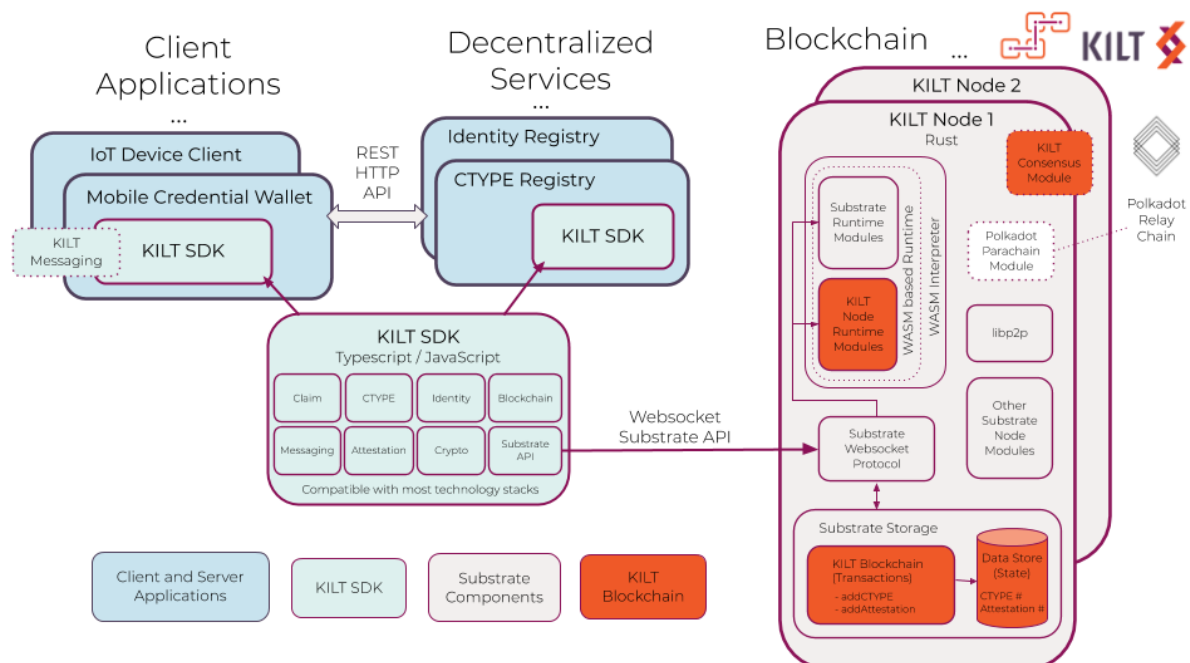 Client
Applications
...
Decentralized
Services
...
Blockchain
...
KILT
IoT Device Client
Mobile Credential Wallet
KILT SDK
KILT
Messaging
REST
HTTP
API
Identity Registry
CTYPE Registry
KILT SDK
KILT SDK
Typescript / JavaScript
Claim
CTYPE
Identity
Blockchain
Messaging
Attestation
Crypto
Substrate
API
Compatible with most technology stacks
Websocket
Substrate API
KILT Node 2
KILT Node 1
Rust
KILT
Consensus
Module
Substrate
Runtime
Modules
KILT
Node
Runtime
Modules
WASM based Runtime
WASM Interpreter
Polkadot
Parachain
Module
Polkadot
Relay
Chain
libp2p
Other
Substrate
Node
Modules
Substrate
Websocket
Protocol
Substrate Storage
KILT Blockchain
(Transactions)
- addCTYPE
- addAttestation
Data Store
(State)
CTYPE #
Attestation #
Client and Server
Applications
KILT SDK
Substrate
Components
KILT
Blockchain